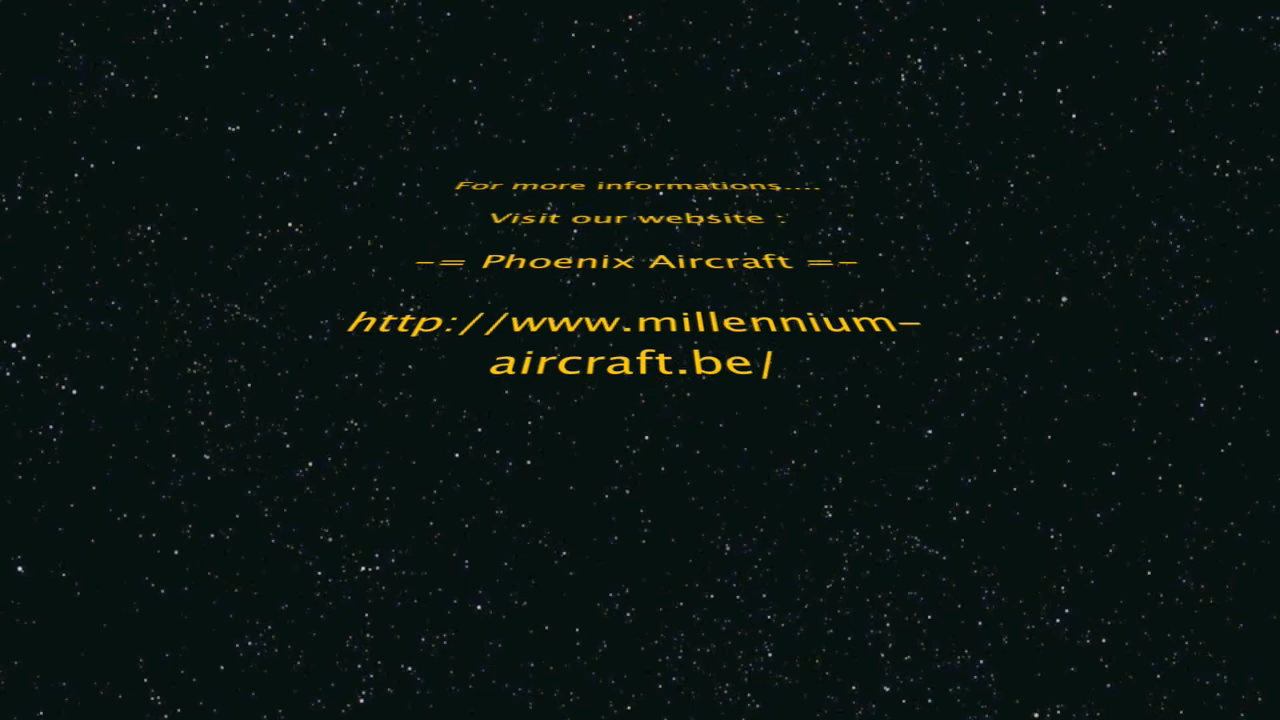 For more informations....
Visit our website :
-= Phoenix Aircraft =-
http://www.millennium-
aircraft.be/